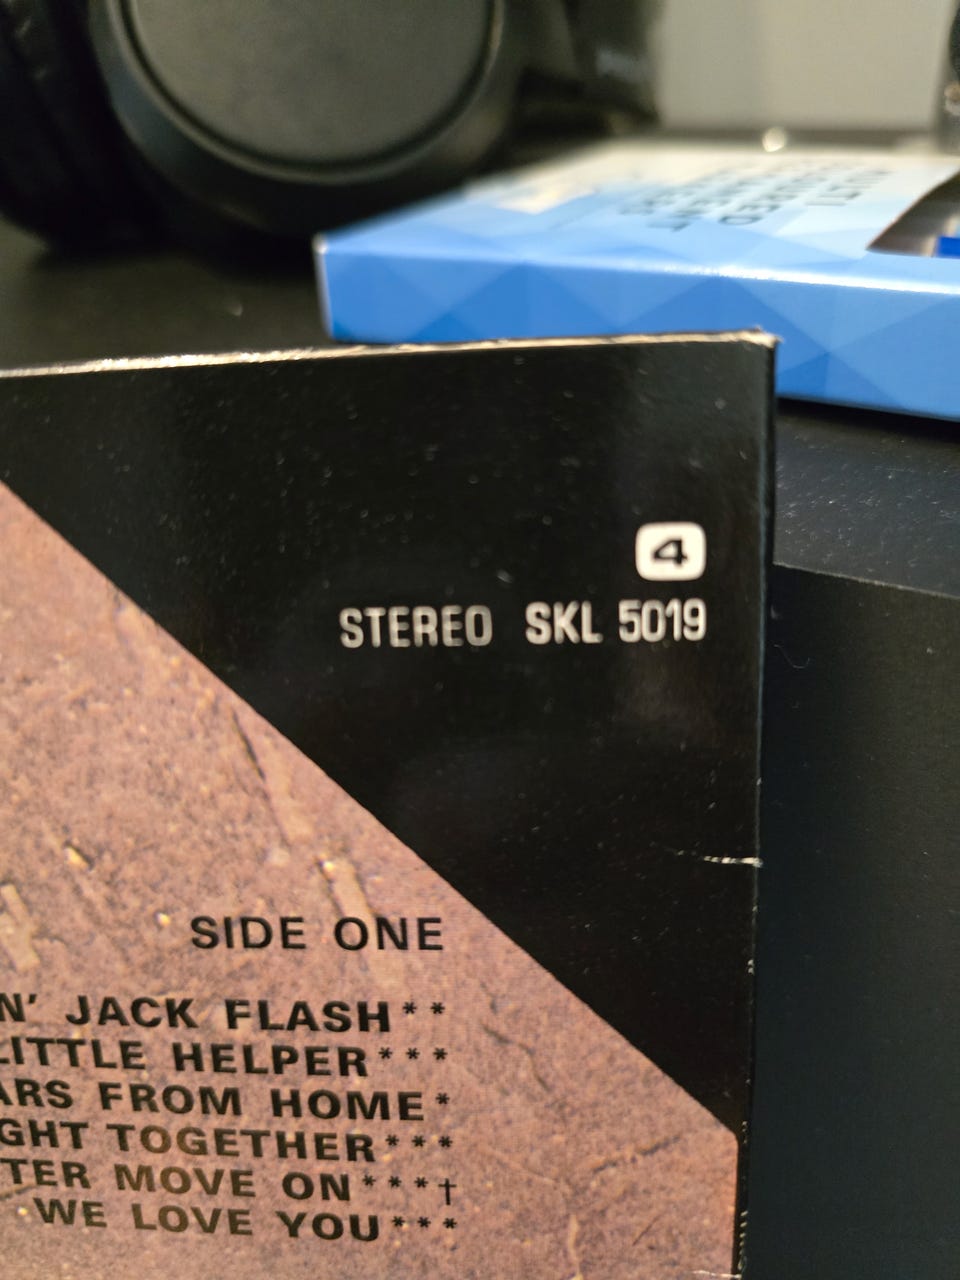 4
STEREO SKL 5019
SIDE ONE
N' JACK FLASH**
LITTLE HELPER***
ARS FROM HOME*
GHT TOGETHER***
TER MOVE ON***†
WE LOVE YOU***